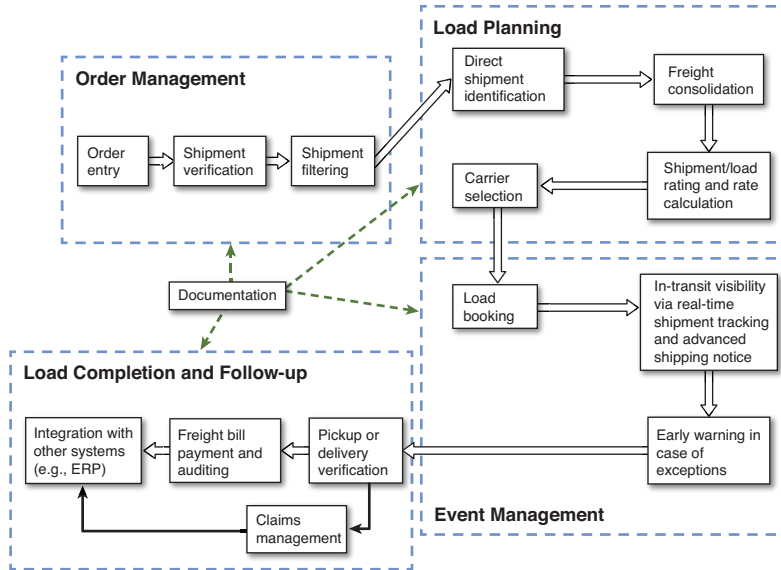 Load Planning
Order Management
Direct
shipment
identification
Freight
consolidation
Order
entry
Shipment
verification
Shipment
filtering
Carrier
selection
Shipment/load
rating and rate
calculation
Documentation
Load
booking
In-transit visibility
via real-time
shipment tracking
and advanced
shipping notice
Load Completion and Follow-up
Integration with
other systems
(e.g., ERP)
Freight bill
payment and
auditing
Pickup or
delivery
verification
Early warning in
case of
exceptions
Claims
management
Event Management